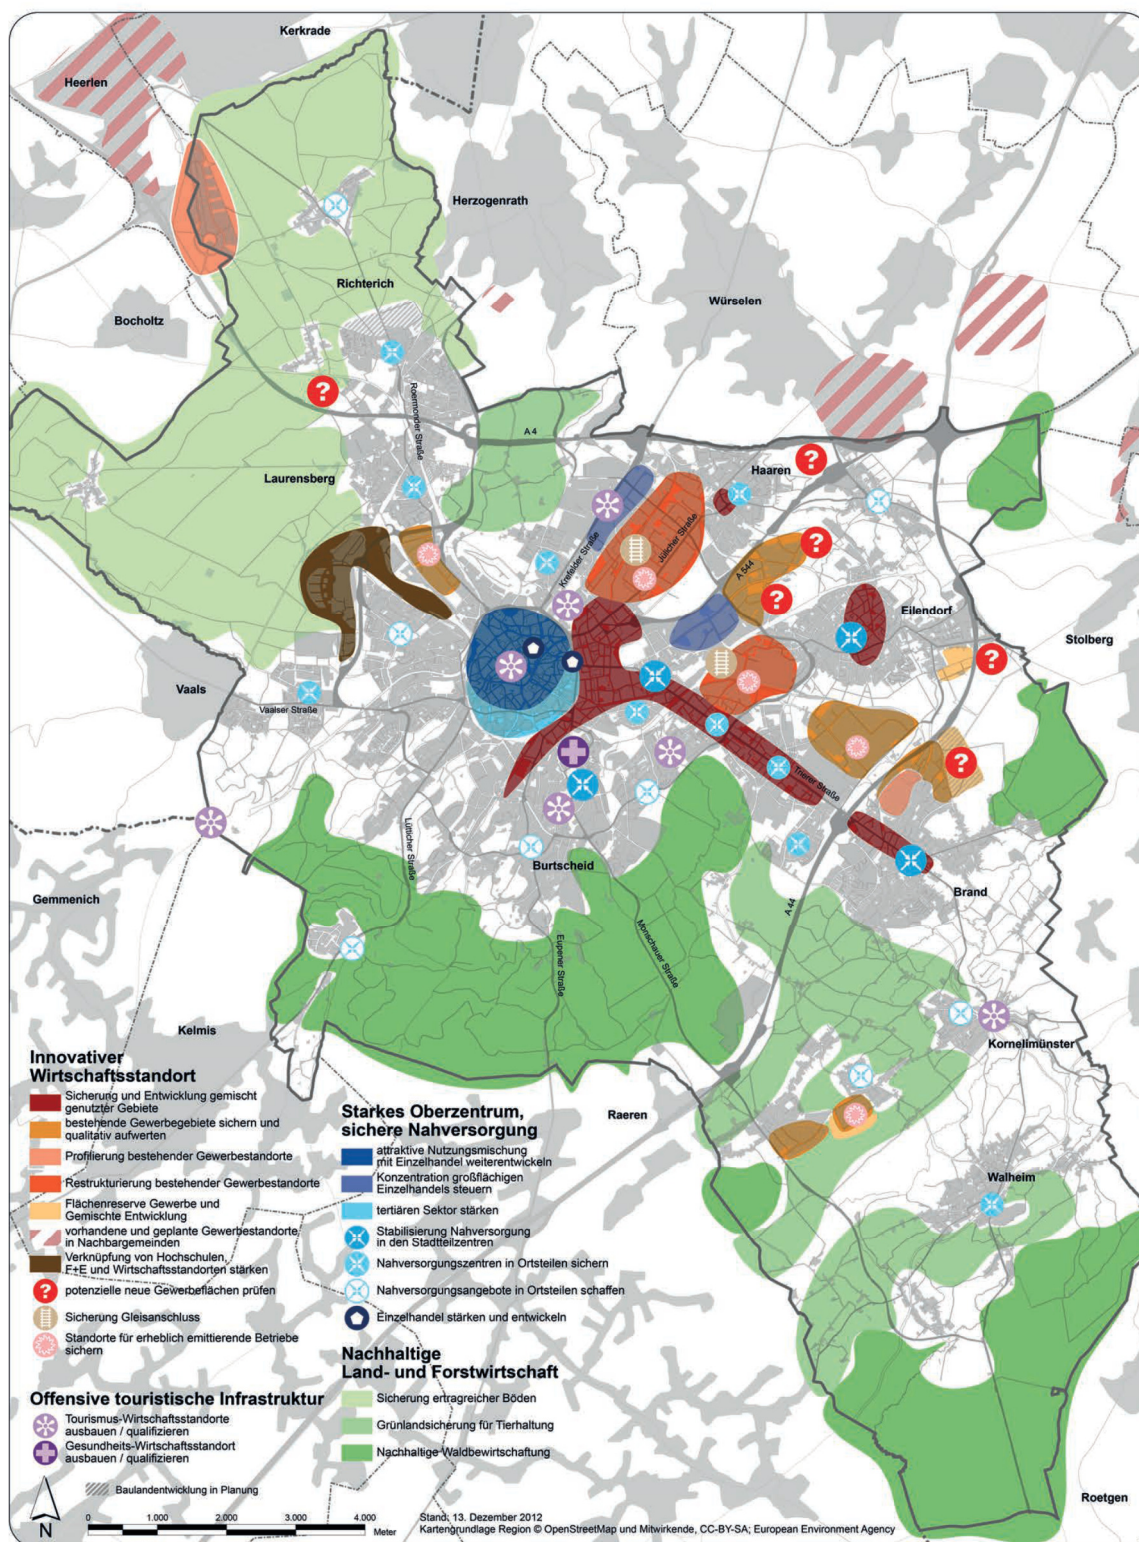 Kerkrade
Heerlen
Herzogenrath
Richterich
Würselen
Bocholtz
Roermonder Straße
A 4
Haaren
Laurensberg
Krefelder Straße
Jülicher Straße
A 544
Eilendorf
Stolberg
Vaals
Vaalser Straße
Trierer Straße
Lütticher Straße
Burtscheid
Brand
Gemmenich
A 44
Monschauer Straße
Eupener Straße
Kelmis
Kornelimünster
Raeren
Walheim
Roetgen
Innovativer
Wirtschaftsstandort
Sicherung und Entwicklung gemischt
genutzter Gebiete
bestehende Gewerbegebiete sichern und
qualitativ aufwerten
Profilierung bestehender Gewerbestandorte
Restrukturierung bestehender Gewerbestandorte
Flächenreserve Gewerbe und
Gemischte Entwicklung
vorhandene und geplante Gewerbestandorte
in Nachbargemeinden
Verknüpfung von Hochschulen,
F+E und Wirtschaftsstandorten stärken
? potenzielle neue Gewerbeflächen prüfen
Sicherung Gleisanschluss
Standorte für erheblich emittierende Betriebe
sichern
Offensive touristische Infrastruktur
Tourismus-Wirtschaftsstandorte
ausbauen / qualifizieren
Gesundheits-Wirtschaftsstandort
ausbauen / qualifizieren
Baulandentwicklung in Planung
Starkes Oberzentrum,
sichere Nahversorgung
attraktive Nutzungsmischung
mit Einzelhandel weiterentwickeln
Konzentration großflächigen
Einzelhandels steuern
tertiären Sektor stärken
Stabilisierung Nahversorgung
in den Stadtteilzentren
Nahversorgungszentren in Ortsteilen sichern
Nahversorgungsangebote in Ortsteilen schaffen
Einzelhandel stärken und entwickeln
Nachhaltige
Land- und Forstwirtschaft
Sicherung ertragreicher Böden
Grünlandsicherung für Tierhaltung
Nachhaltige Waldbewirtschaftung
N
0 1.000 2.000 3.000 4.000
Meter
Stand: 13. Dezember 2012
Kartengrundlage Region © OpenStreetMap und Mitwirkende, CC-BY-SA; European Environment Agency